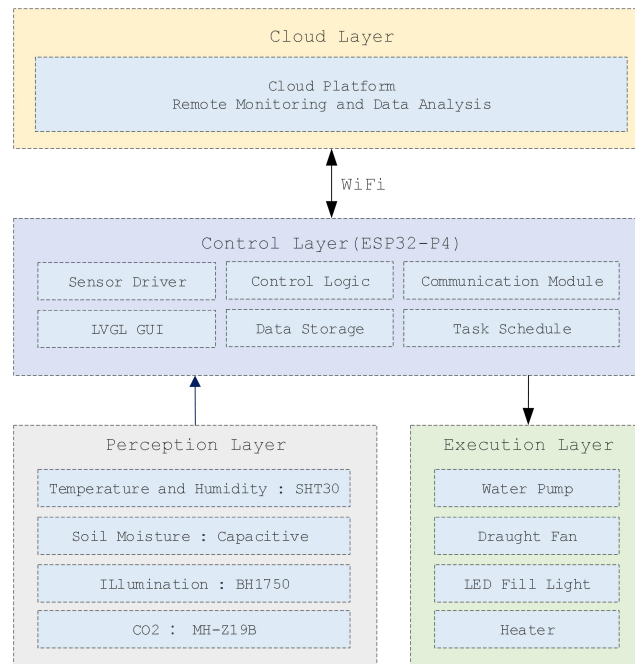 Cloud Layer
Cloud Platform
Remote Monitoring and Data Analysis
WiFi
Control Layer(ESP32-P4)
Sensor Driver
Control Logic
Communication Module
LVGL GUI
Data Storage
Task Schedule
Perception Layer
Temperature and Humidity : SHT30
Soil Moisture : Capacitive
ILlumination : BH1750
CO2 : MH-Z19B
Execution Layer
Water Pump
Draught Fan
LED Fill Light
Heater